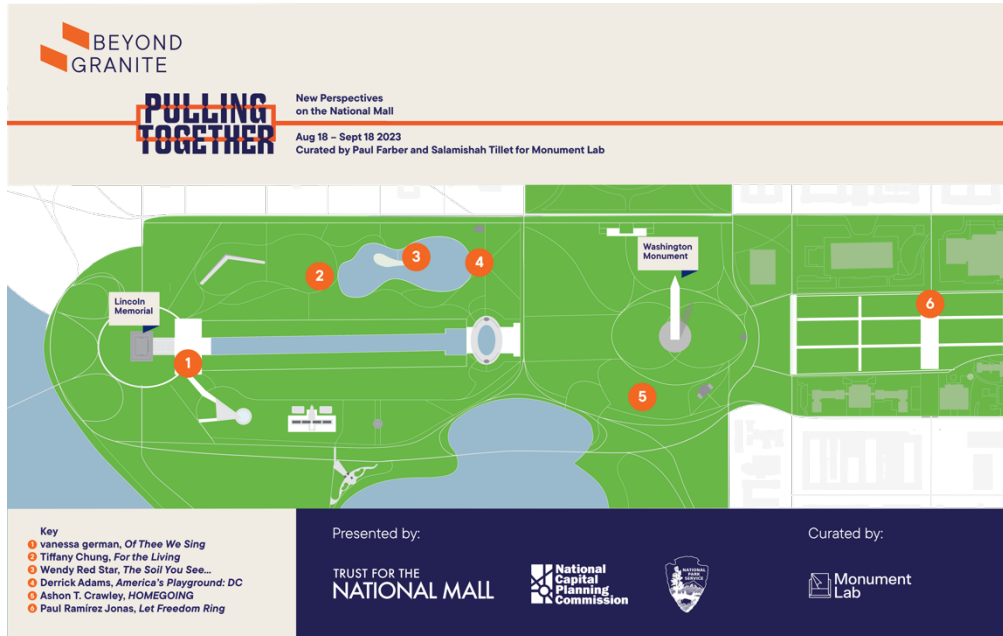 BEYOND
GRANITE
PULLING
TOGETHER
New Perspectives
on the National Mall
Aug 18 – Sept 18 2023
Curated by Paul Farber and Salamishah Tillet for Monument Lab
Lincoln
Memorial
Washington
Monument
1
2
3
4
5
6
Key
1 vanessa german, Of Thee We Sing
2 Tiffany Chung, For the Living
3 Wendy Red Star, The Soil You See...
4 Derrick Adams, America's Playground: DC
5 Ashon T. Crawley, HOMEGOING
6 Paul Ramírez Jonas, Let Freedom Ring
Presented by:
TRUST FOR THE
NATIONAL MALL
National
Capital
Planning
Commission
NATIONAL
PARK
SERVICE
Curated by:
Monument
Lab